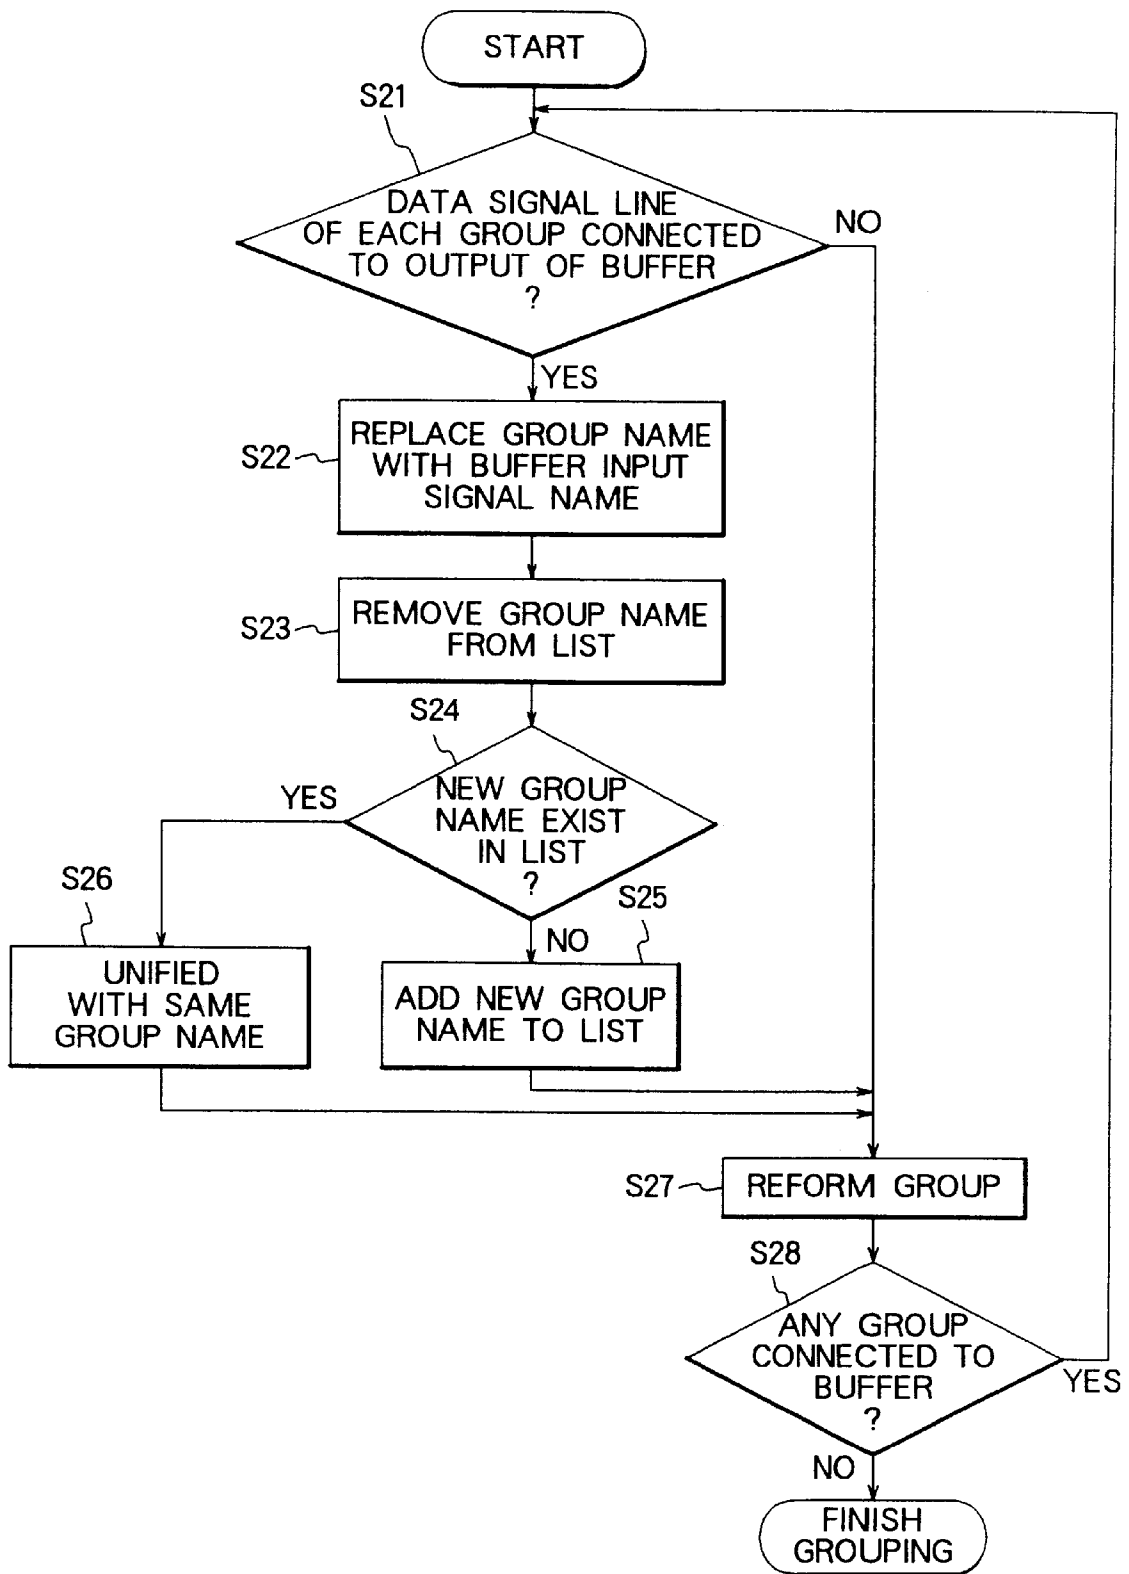 START
S21
DATA SIGNAL LINE
OF EACH GROUP CONNECTED
TO OUTPUT OF BUFFER
?
NO
YES
S22
REPLACE GROUP NAME
WITH BUFFER INPUT
SIGNAL NAME
S23
REMOVE GROUP NAME
FROM LIST
S24
NEW GROUP
NAME EXIST
IN LIST
?
YES
S26
UNIFIED
WITH SAME
GROUP NAME
NO
S25
ADD NEW GROUP
NAME TO LIST
S27
REFORM GROUP
S28
ANY GROUP
CONNECTED TO
BUFFER
?
YES
NO
FINISH
GROUPING